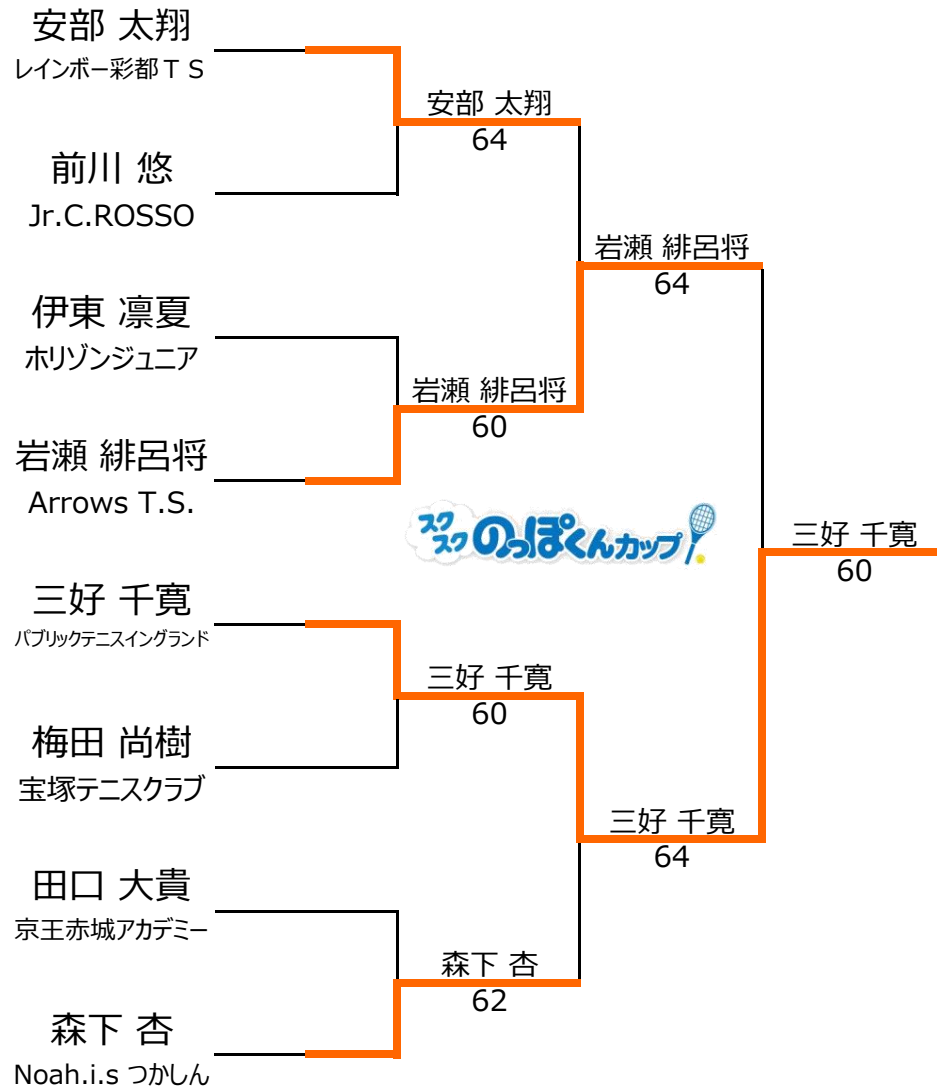 安部 太翔
レインボー彩都ＴＳ
安部 太翔
64
前川 悠
Jr.C.ROSSO
岩瀬 緋呂将
64
伊東 凛夏
ホリゾンジュニア
岩瀬 緋呂将
60
岩瀬 緋呂将
Arrows T.S.
スクスク のっぽくんカップ
三好 千寛
60
三好 千寛
パブリックテニスイングランド
三好 千寛
60
梅田 尚樹
宝塚テニスクラブ
三好 千寛
64
田口 大貴
京王赤城アカデミー
森下 杏
62
森下 杏
Noah.i.s つかしん